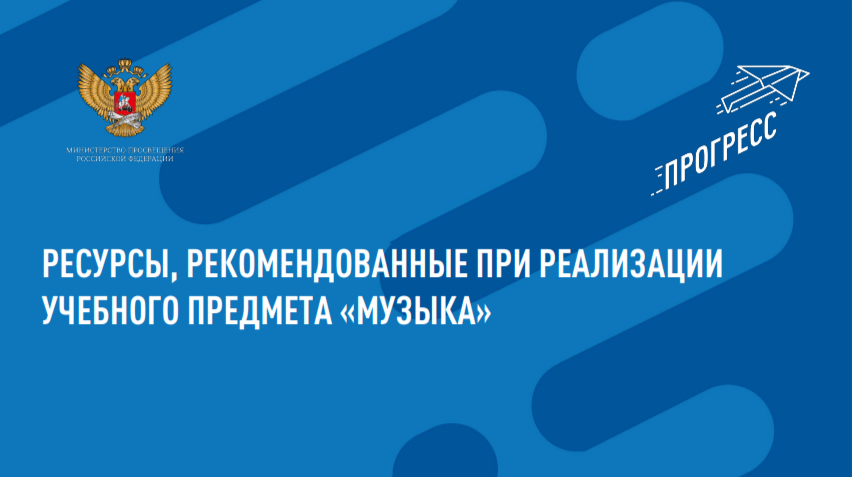 МИНИСТЕРСТВО ПРОСВЕЩЕНИЯ
РОССИЙСКОЙ ФЕДЕРАЦИИ
ПРОГРЕСС
РЕСУРСЫ, РЕКОМЕНДОВАННЫЕ ПРИ РЕАЛИЗАЦИИ
УЧЕБНОГО ПРЕДМЕТА «МУЗЫКА»